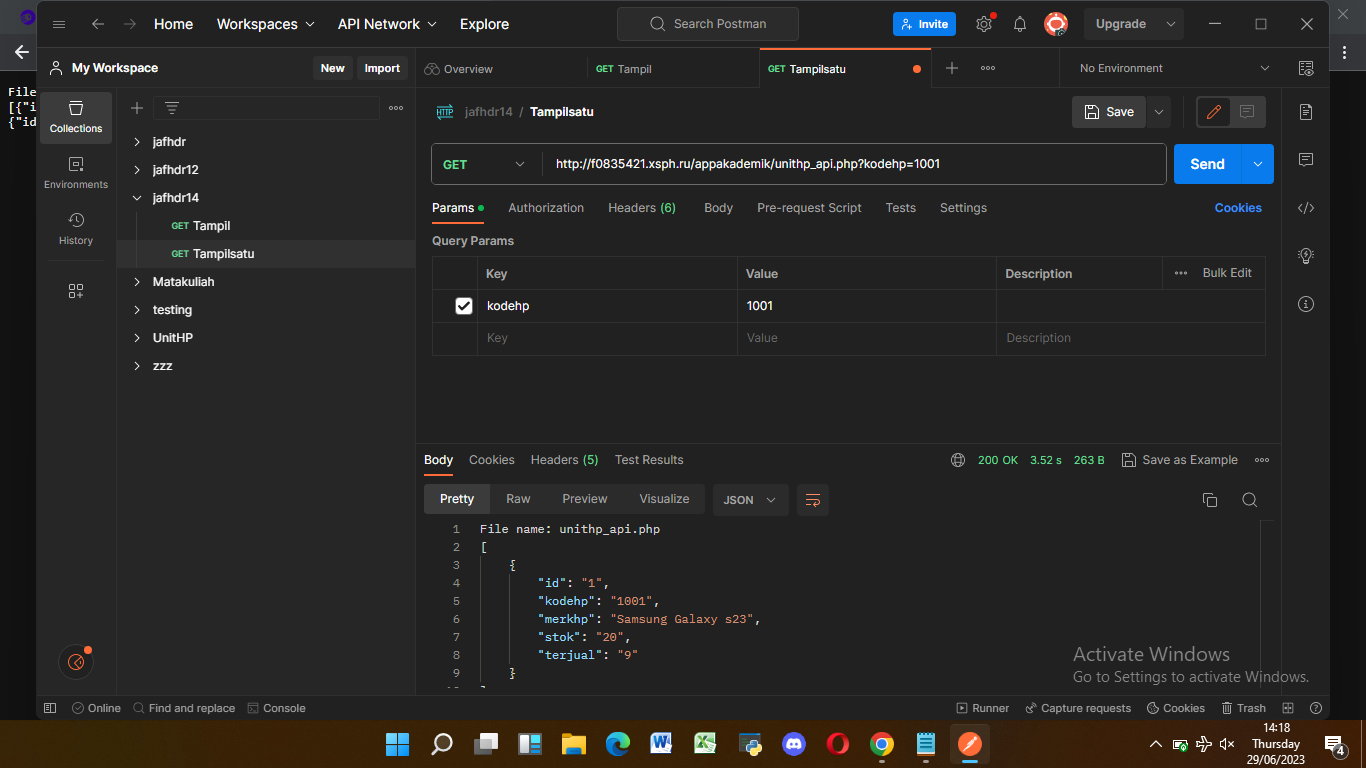 Home Workspaces API Network Explore Search Postman Invite Upgrade
My Workspace New Import Overview GET Tampil GET Tampilsatu No Environment
File
[{"i
{"id
Collections
Environments
History
jafhdr
jafhdr12
jafhdr14
GET Tampil
GET Tampilsatu
Matakuliah
testing
UnitHP
zzz
HTTP jafhdr14 / Tampilsatu Save
GET http://f0835421.xsph.ru/appakademik/unithp_api.php?kodehp=1001 Send
Params Authorization Headers (6) Body Pre-request Script Tests Settings Cookies
Query Params
Key Value Description Bulk Edit
kodehp 1001
Key Value Description
Body Cookies Headers (5) Test Results 200 OK 3.52 s 263 B Save as Example
Pretty Raw Preview Visualize JSON
1 File name: unithp_api.php
2 [
3 {
4 "id": "1",
5 "kodehp": "1001",
6 "merkhp": "Samsung Galaxy s23",
7 "stok": "20",
8 "terjual": "9"
9 }
Activate Windows
Go to Settings to activate Windows.
Online Find and replace Console Runner Capture requests Cookies Trash
14:18
Thursday
29/06/2023
4